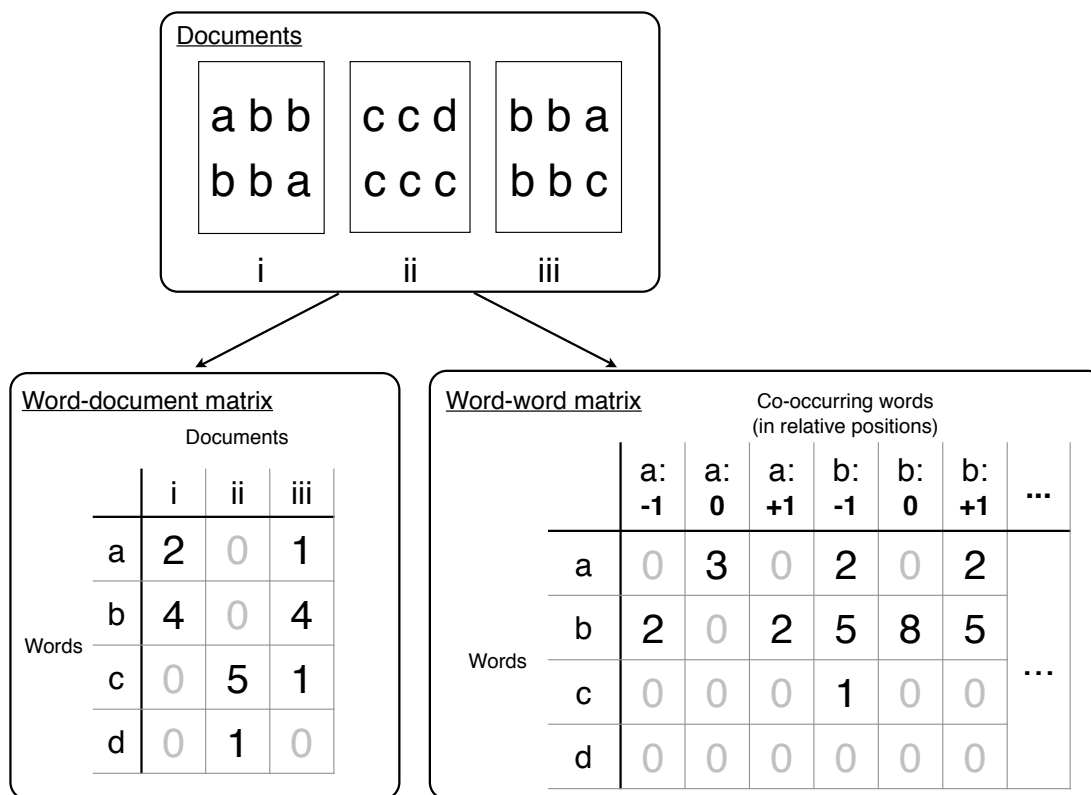 Documents
a b b c c d b b a
b b a c c c b b c
i ii iii
Word-document matrix
Documents
i ii iii
a 2 0 1
b 4 0 4
c 0 5 1
d 0 1 0
Words
Word-word matrix
Co-occurring words
(in relative positions)
a: a: a: b: b: b: ...
-1 0 +1 -1 0 +1
a 0 3 0 2 0 2
b 2 0 2 5 8 5
c 0 0 0 1 0 0
d 0 0 0 0 0 0
Words
...